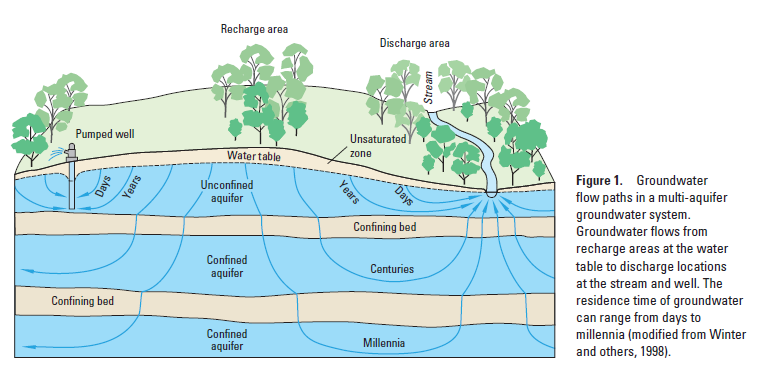 Recharge area
Discharge area
Stream
Pumped well
Unsaturated
zone
Water table
Days
Years
Unconfined
aquifer
Years
Days
Confining bed
Confined
aquifer
Centuries
Confining bed
Confined
aquifer
Millennia
Figure 1. Groundwater
flow paths in a multi-aquifer
groundwater system.
Groundwater flows from
recharge areas at the water
table to discharge locations
at the stream and well. The
residence time of groundwater
can range from days to
millennia (modified from Winter
and others, 1998).